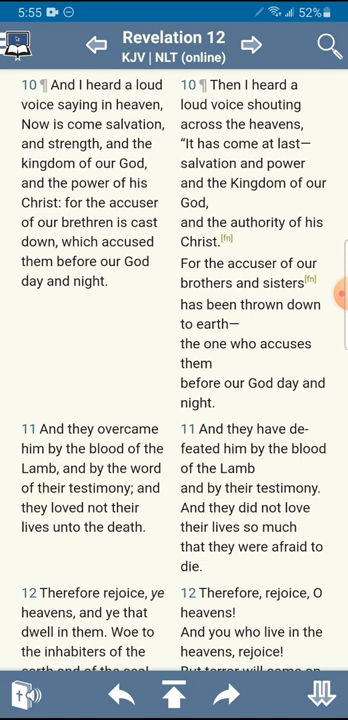 5:55
52%
Revelation 12
KJV | NLT (online)
10 ¶ And I heard a loud
voice saying in heaven,
Now is come salvation,
and strength, and the
kingdom of our God,
and the power of his
Christ: for the accuser
of our brethren is cast
down, which accused
them before our God
day and night.
10 ¶ Then I heard a
loud voice shouting
across the heavens,
“It has come at last—
salvation and power
and the Kingdom of our
God,
and the authority of his
Christ.[fn]
For the accuser of our
brothers and sisters[fn]
has been thrown down
to earth—
the one who accuses
them
before our God day and
night.
11 And they overcame
him by the blood of the
Lamb, and by the word
of their testimony; and
they loved not their
lives unto the death.
11 And they have de-
feated him by the blood
of the Lamb
and by their testimony.
And they did not love
their lives so much
that they were afraid to
die.
12 Therefore rejoice, ye
heavens, and ye that
dwell in them. Woe to
the inhabiters of the
earth and of the sea!
12 Therefore, rejoice, O
heavens!
And you who live in the
heavens, rejoice!
But terror will come on